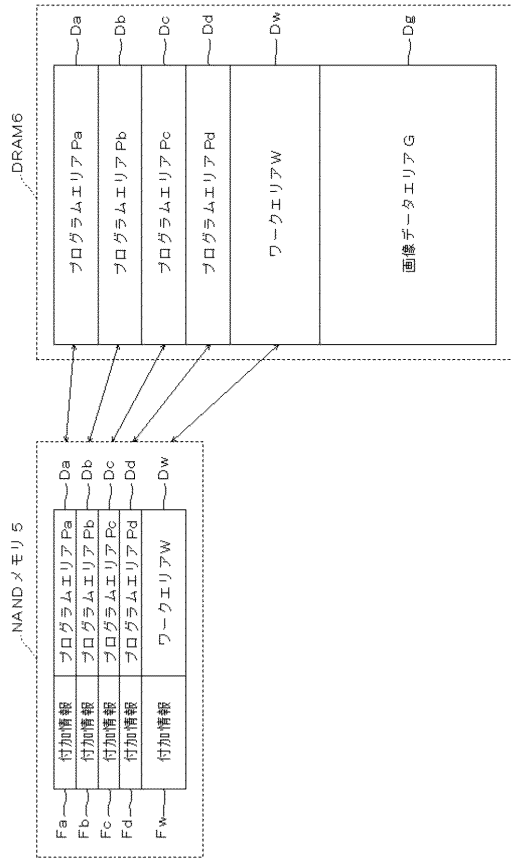 NANDメモリ5
Fa 付加情報 プログラムエリアPa Da
Fb 付加情報 プログラムエリアPb Db
Fc 付加情報 プログラムエリアPc Dc
Fd 付加情報 プログラムエリアPd Dd
Fw 付加情報 ワークエリアW Dw
DRAM6
プログラムエリアPa Da
プログラムエリアPb Db
プログラムエリアPc Dc
プログラムエリアPd Dd
ワークエリアW Dw
画像データエリアG Dg